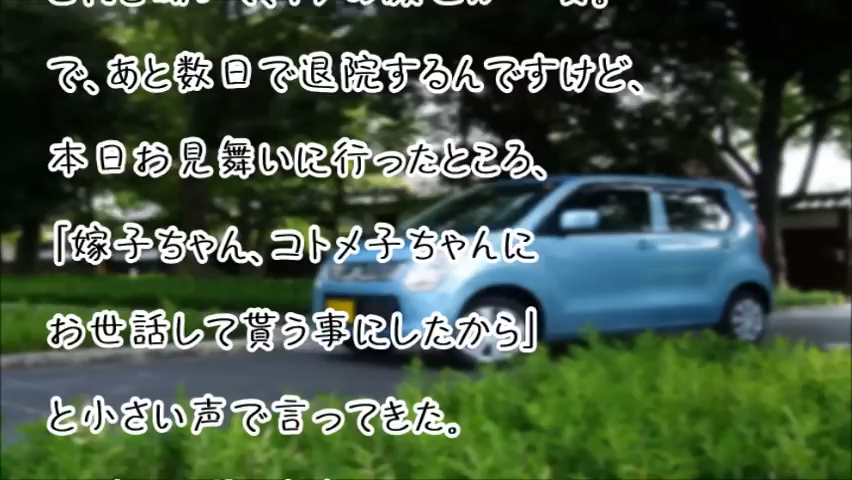 で、あと数日で退院するんですけど、
本日お見舞いに行ったところ、
「嫁子ちゃん、コトメ子ちゃんに
お世話して貰う事にしたから」
と小さい声で言ってきた。